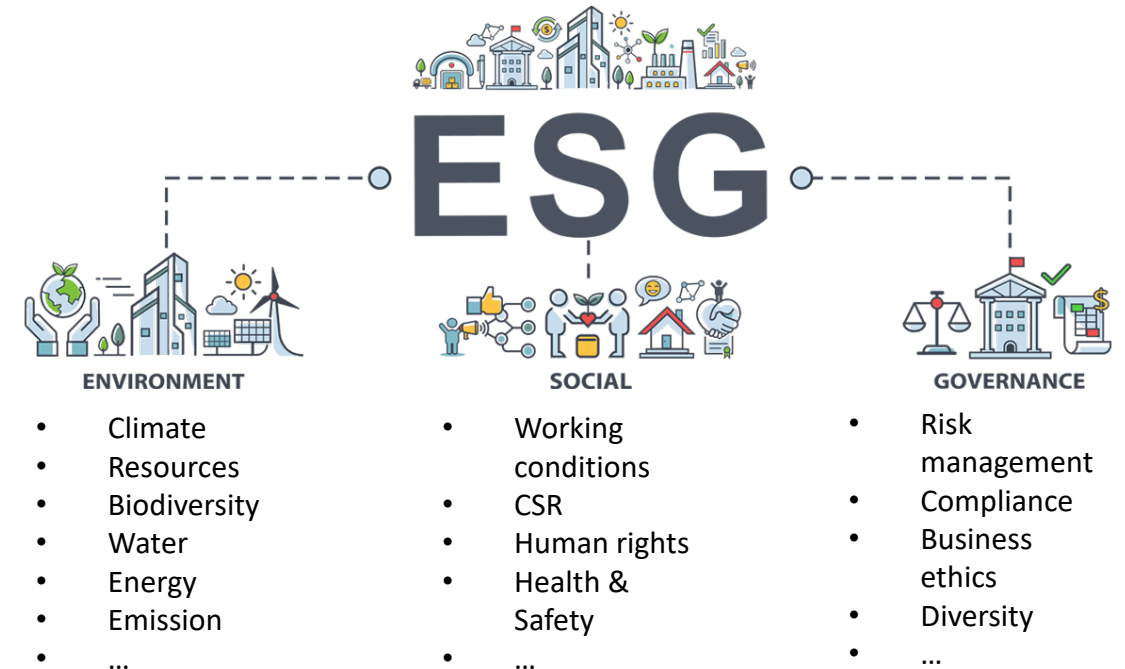 ESG
ENVIRONMENT
• Climate
• Resources
• Biodiversity
• Water
• Energy
• Emission
• ...
SOCIAL
• Working
conditions
• CSR
• Human rights
• Health &
Safety
• ...
GOVERNANCE
• Risk
management
• Compliance
• Business
ethics
• Diversity
• ...